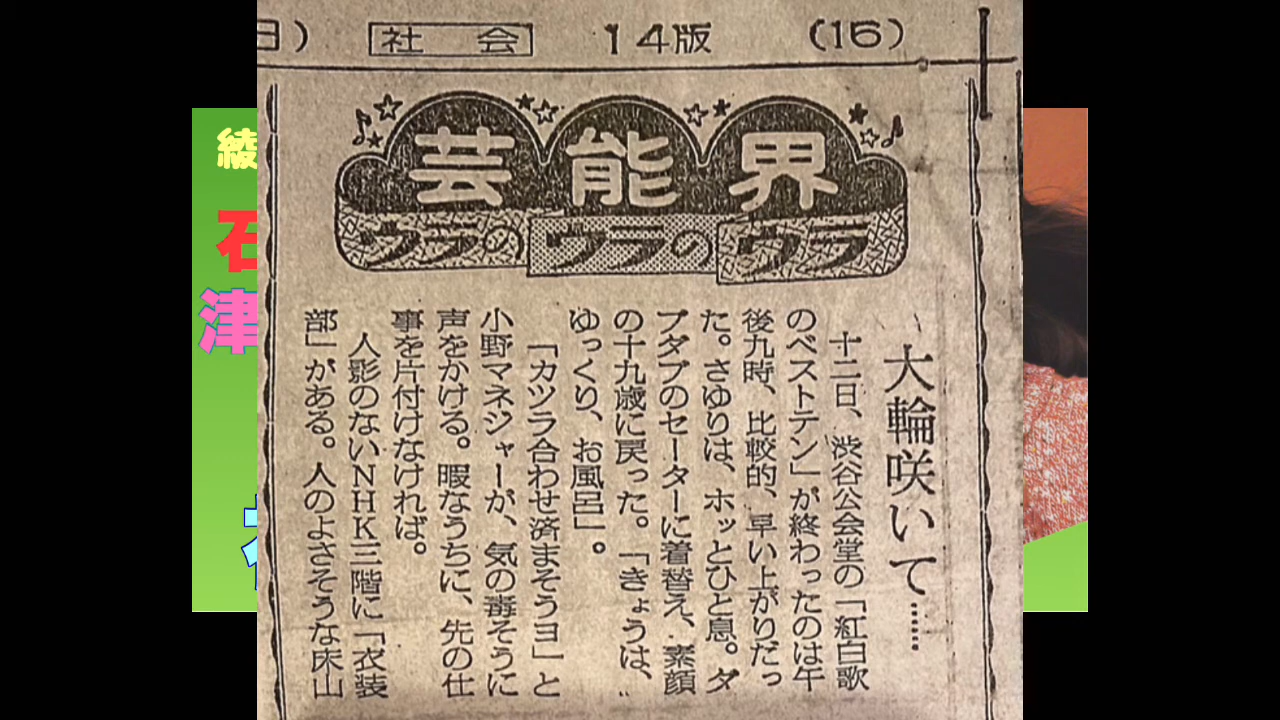 日)
社会
14版
(15)
芸能界
ウラのウラのウラ
大輪咲いて……
十二日、渋谷公会堂の「紅白歌
のベストテン」が終わったのは午
後九時、比較的、早い上がりだっ
た。さゆりは、ホッとひと息。ダ
ブダブのセーターに着替え、素顔
の十九歳に戻った。「きょうは、
ゆっくり、お風呂」。
「カツラ合わせ済まそうヨ」と
小野マネジャーが、気の毒そうに
声をかける。暇なうちに、先の仕
事を片付けなければ。
人影のないNHK三階に「衣装
部」がある。人のよさそうな床山
綾
石
津